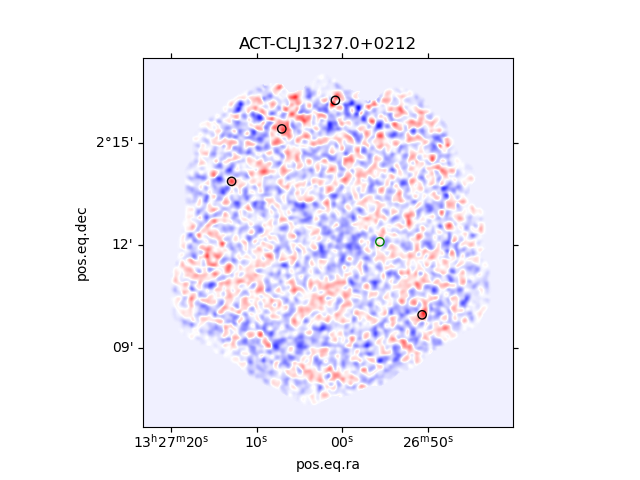 ACT-CLJ1327.0+0212
2°15'
12'
09'
pos.eq.dec
13ʰ27ᵐ20ˢ 10ˢ 00ˢ 26ᵐ50ˢ
pos.eq.ra